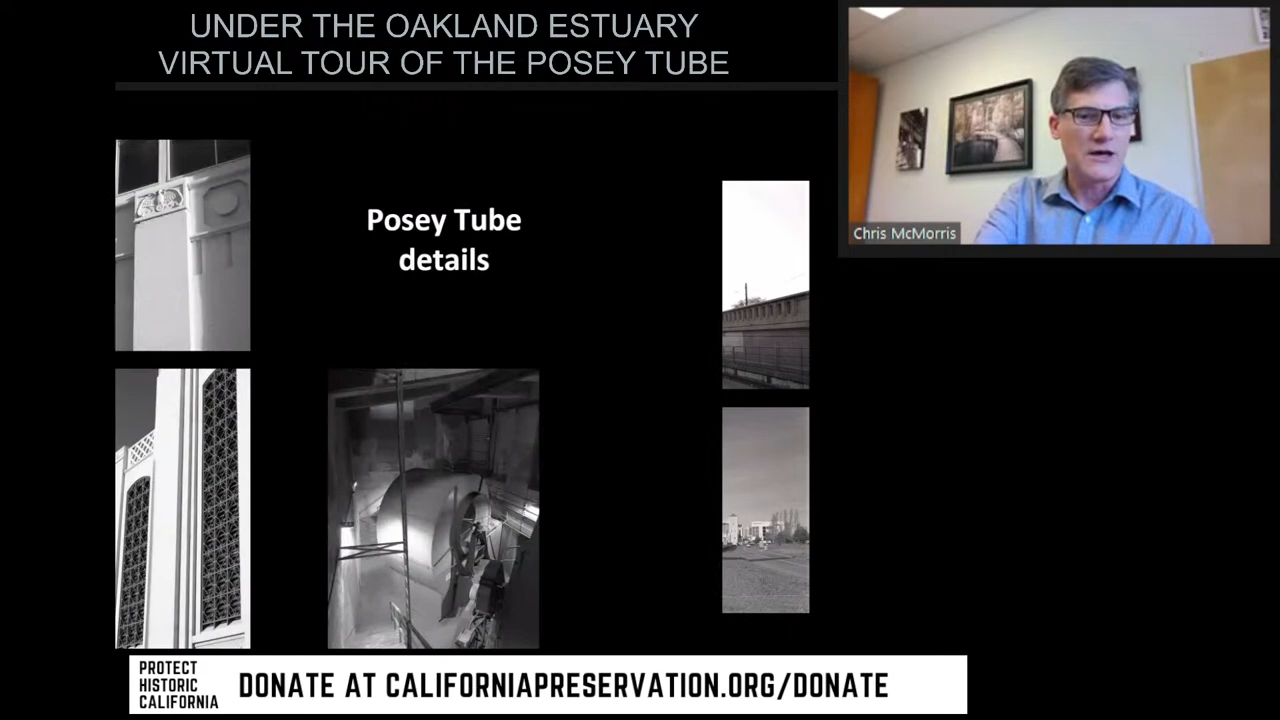 UNDER THE OAKLAND ESTUARY
VIRTUAL TOUR OF THE POSEY TUBE
Chris McMorris
Posey Tube
details
PROTECT
HISTORIC
CALIFORNIA
DONATE AT CALIFORNIAPRESERVATION.ORG/DONATE